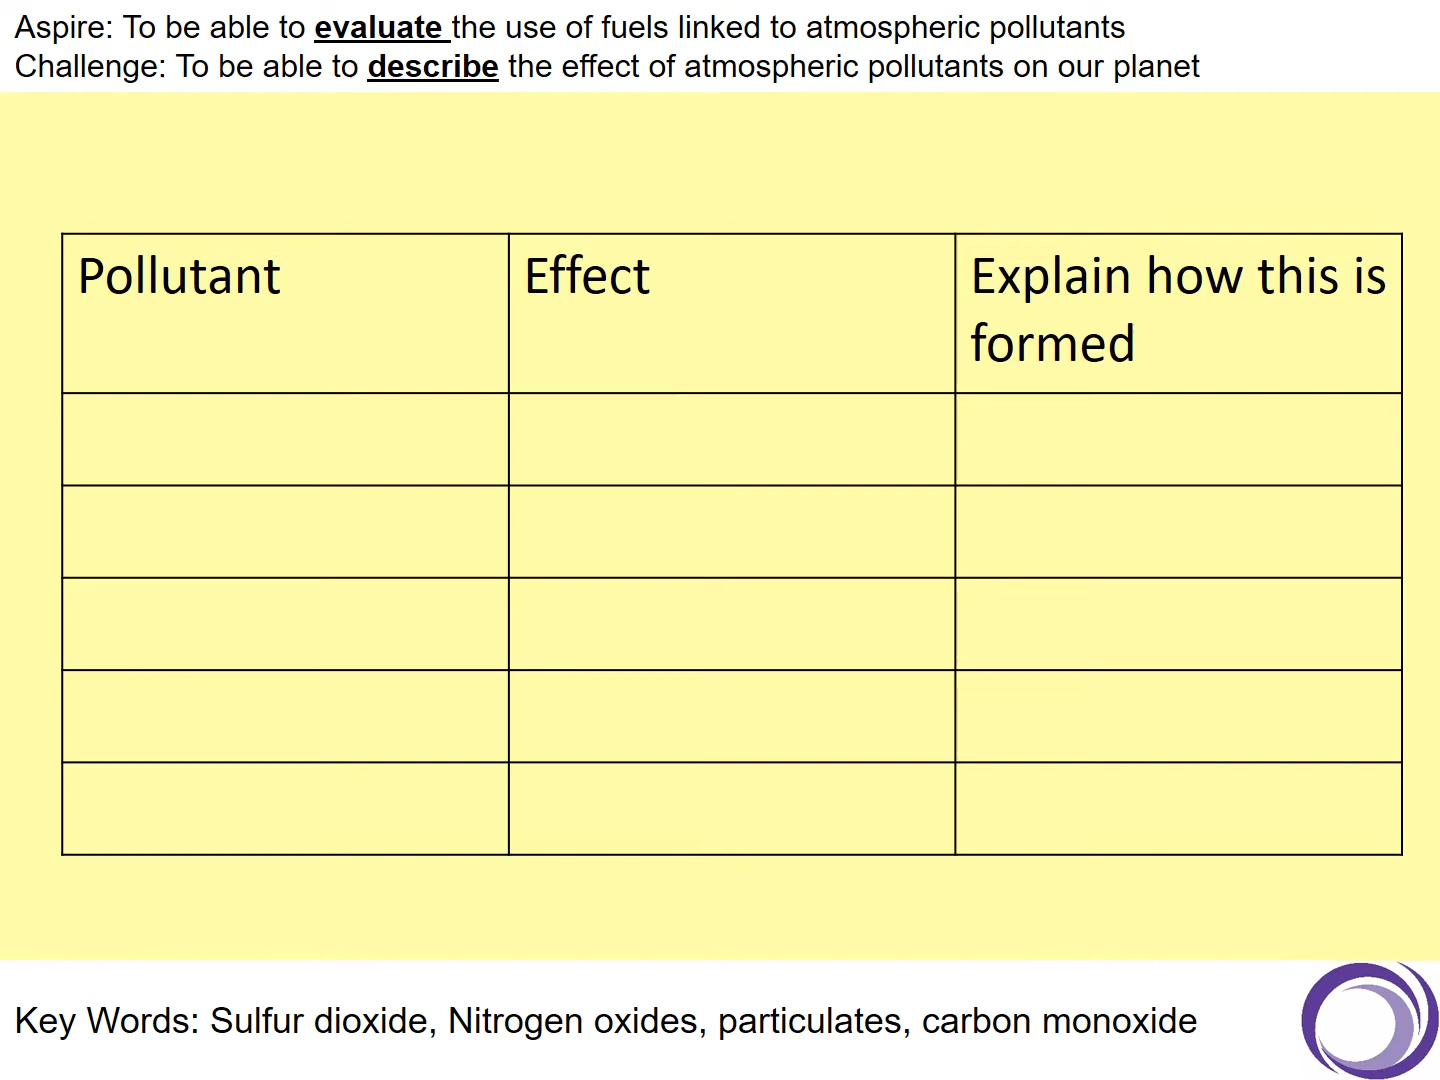 Aspire: To be able to evaluate the use of fuels linked to atmospheric pollutants
Challenge: To be able to describe the effect of atmospheric pollutants on our planet
Pollutant
Effect
Explain how this is
formed
Key Words: Sulfur dioxide, Nitrogen oxides, particulates, carbon monoxide